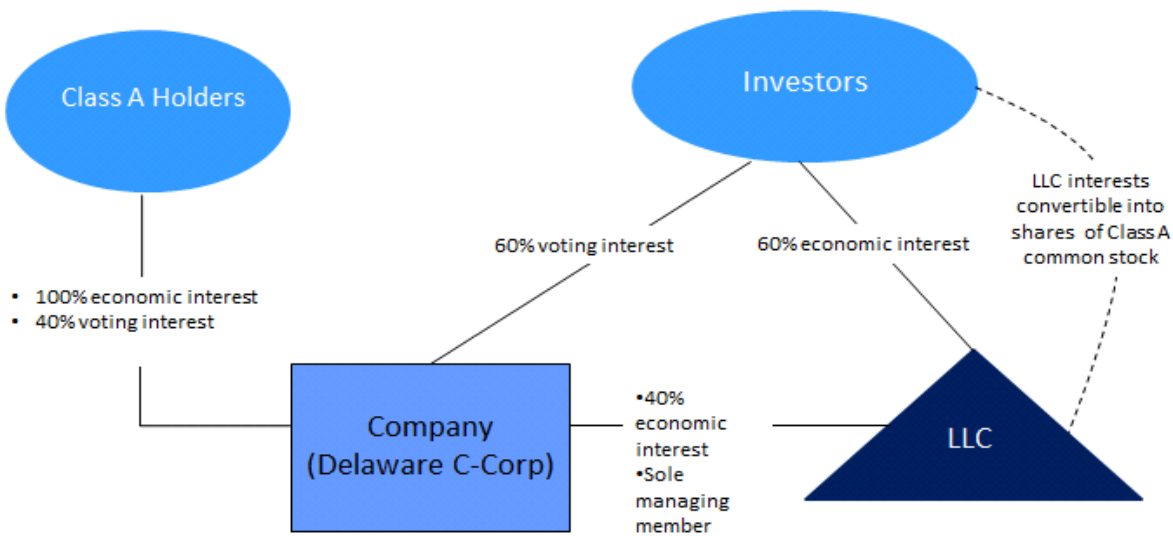 Class A Holders
Investors
LLC interests
convertible into
shares of Class A
common stock
60% voting interest
60% economic interest
• 100% economic interest
• 40% voting interest
Company
(Delaware C-Corp)
•40%
economic
interest
•Sole
managing
member
LLC